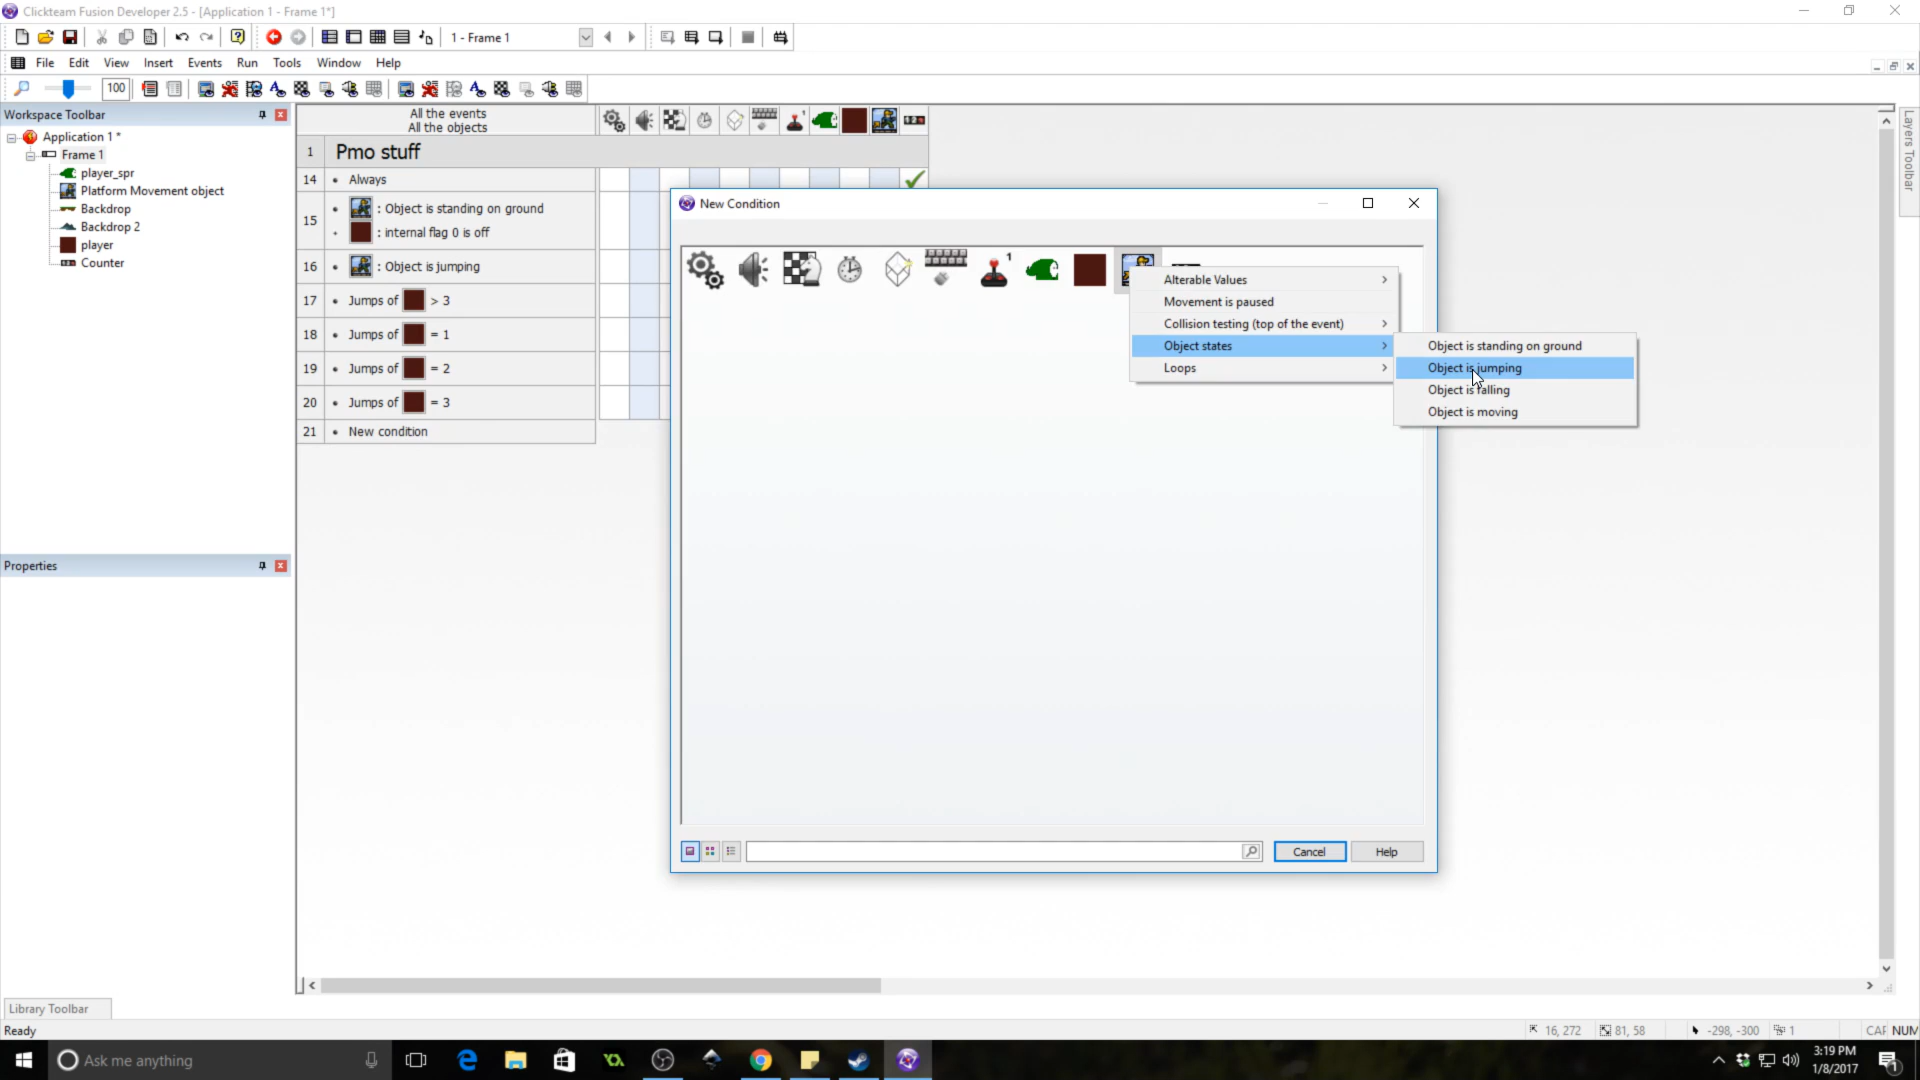 Clickteam Fusion Developer 2.5 - [Application 1 - Frame 1*]
1 - Frame 1
File Edit View Insert Events Run Tools Window Help
100
Workspace Toolbar
Application 1 *
Frame 1
player_spr
Platform Movement object
Backdrop
Backdrop 2
player
Counter
Properties
Library Toolbar
Ready
All the events
All the objects
1 Pmo stuff
14 Always
15 : Object is standing on ground
: internal flag 0 is off
16 : Object is jumping
17 Jumps of > 3
18 Jumps of = 1
19 Jumps of = 2
20 Jumps of = 3
21 New condition
New Condition
1
Alterable Values
Movement is paused
Collision testing (top of the event)
Object states
Loops
Object is standing on ground
Object is jumping
Object is falling
Object is moving
Cancel Help
Layers Toolbar
16, 272 81, 58 -298, -300 1 CAP NUM
Ask me anything
3:19 PM
1/8/2017
1